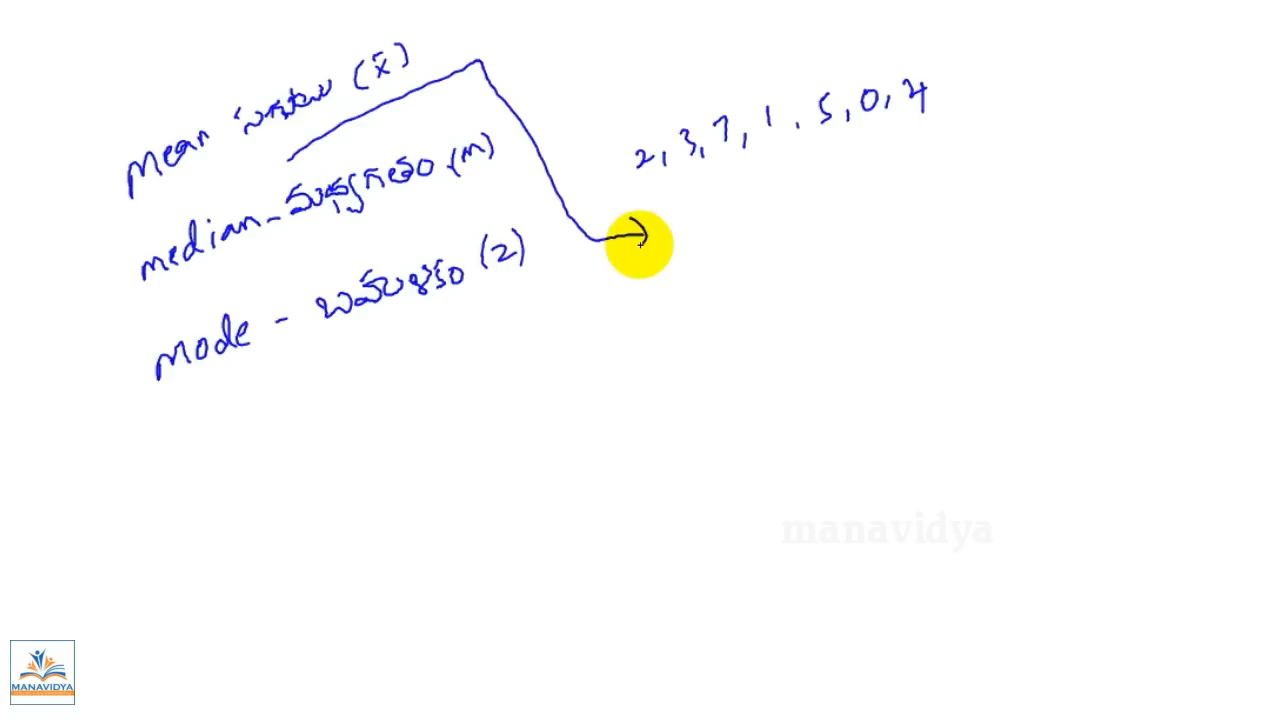 Mean సగటు (x̄)
2, 3, 7, 1, 5, 0, 4
median - మధ్యగతం (m)
mode - బహుళకం (z)
manavidya
MANAVIDYA